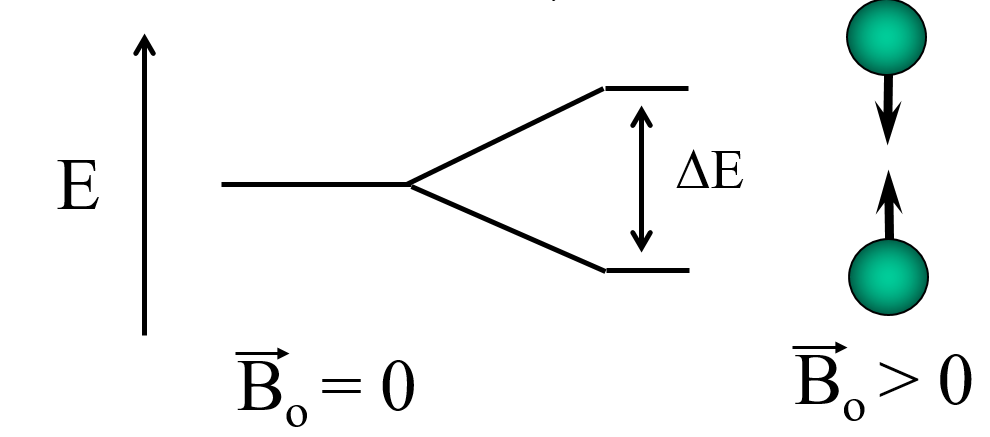 E
ΔE
B⃗o = 0
B⃗o > 0